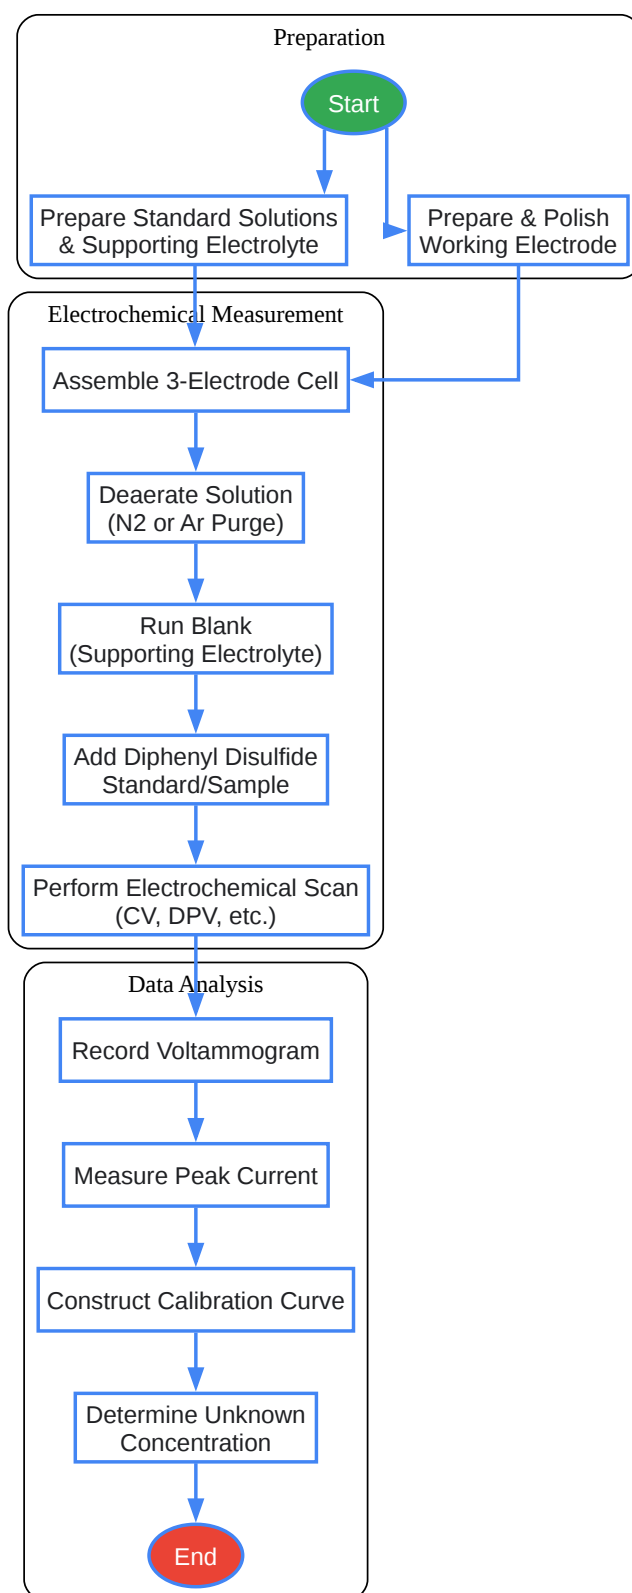 Preparation
Start
Prepare Standard Solutions
& Supporting Electrolyte
Prepare & Polish
Working Electrode
Electrochemical Measurement
Assemble 3-Electrode Cell
Deaerate Solution
(N2 or Ar Purge)
Run Blank
(Supporting Electrolyte)
Add Diphenyl Disulfide
Standard/Sample
Perform Electrochemical Scan
(CV, DPV, etc.)
Data Analysis
Record Voltammogram
Measure Peak Current
Construct Calibration Curve
Determine Unknown
Concentration
End